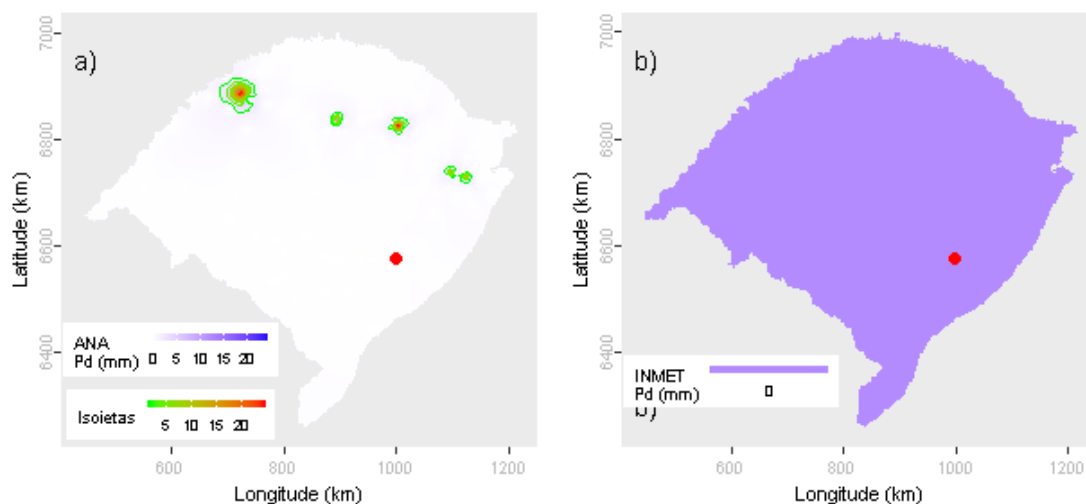 a)
7000
6800
6600
6400
Latitude (km)
ANA
Pd (mm) 0 5 10 15 20
Isoietas
5 10 15 20
600 800 1000 1200
Longitude (km)
b)
7000
6800
6600
6400
Latitude (km)
INMET
Pd (mm) 0
b)
600 800 1000 1200
Longitude (km)